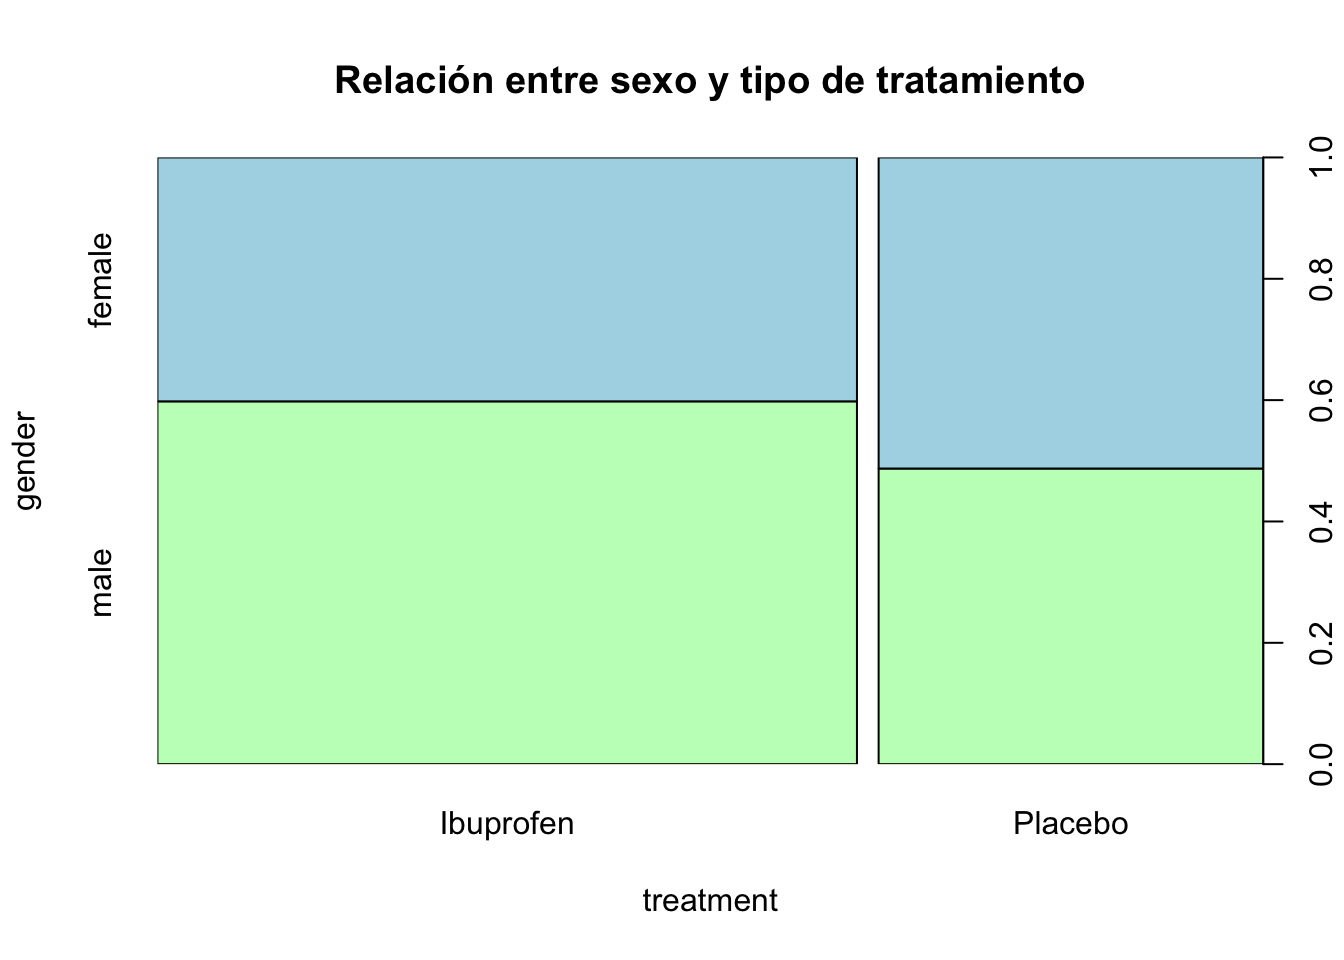 Relación entre sexo y tipo de tratamiento
gender
female
male
1.0
0.8
0.6
0.4
0.2
0.0
Ibuprofen
Placebo
treatment